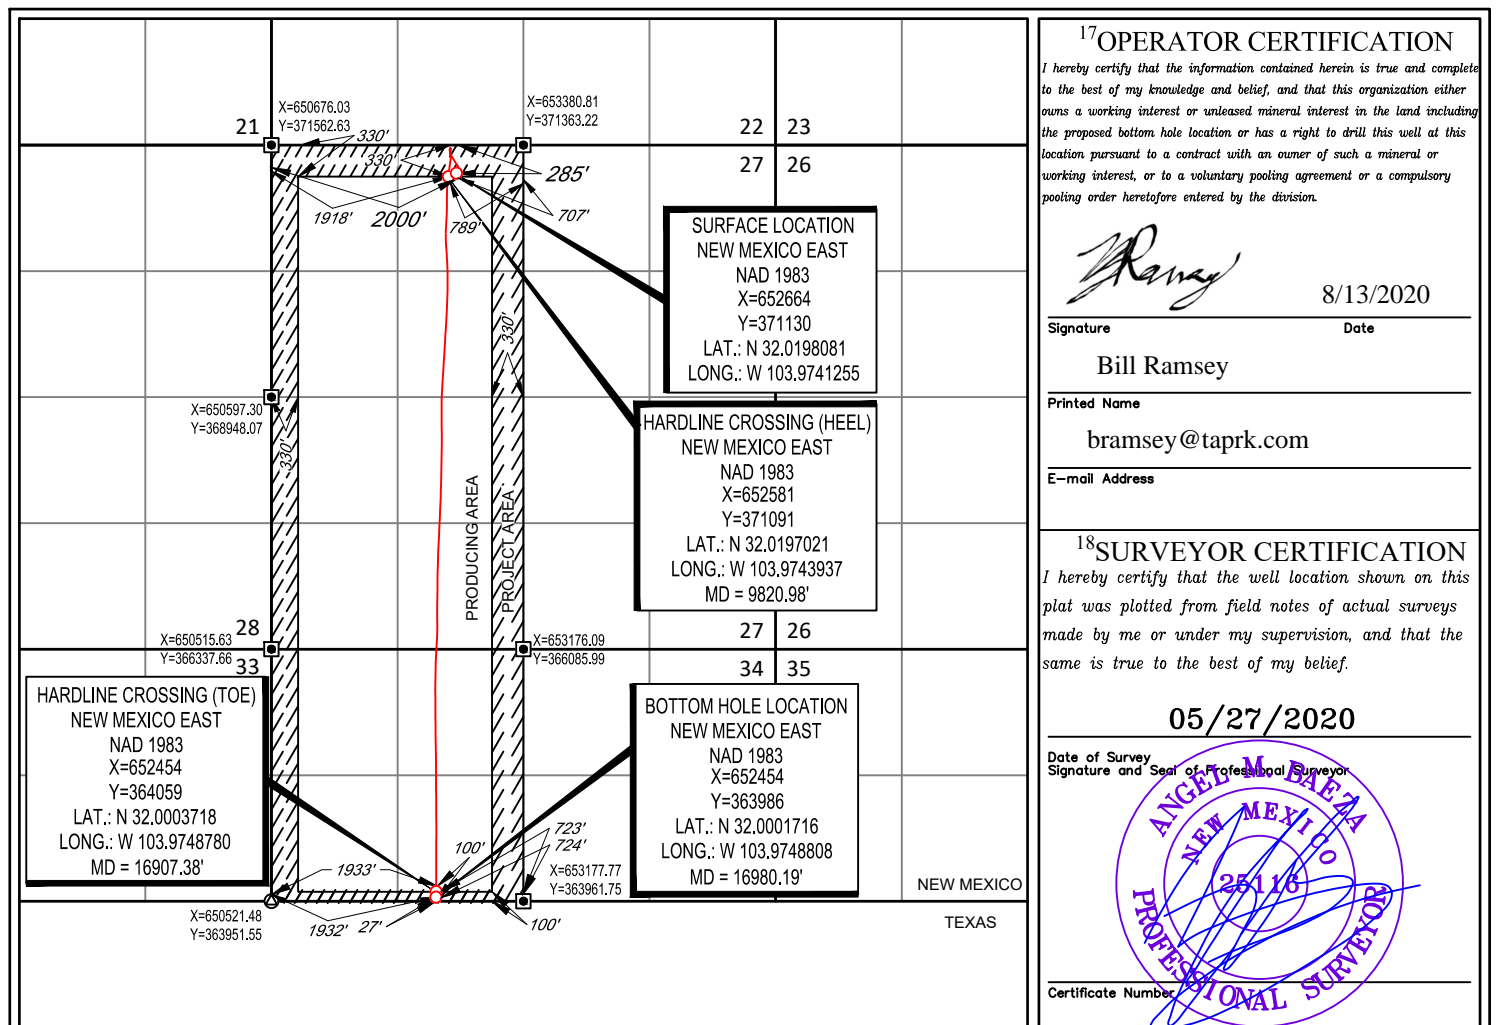 21
X=650676.03
Y=371562.63
X=653380.81
Y=371363.22
22 23
27 26
330'
330'
285'
1918'
2000'
789'
707'
SURFACE LOCATION
NEW MEXICO EAST
NAD 1983
X=652664
Y=371130
LAT.: N 32.0198081
LONG.: W 103.9741255
330'
X=650597.30
Y=368948.07
330'
HARDLINE CROSSING (HEEL)
NEW MEXICO EAST
NAD 1983
X=652581
Y=371091
LAT.: N 32.0197021
LONG.: W 103.9743937
MD = 9820.98'
PRODUCING AREA
PROJECT AREA
28
33
X=650515.63
Y=366337.66
X=653176.09
Y=366085.99
27 26
34 35
HARDLINE CROSSING (TOE)
NEW MEXICO EAST
NAD 1983
X=652454
Y=364059
LAT.: N 32.0003718
LONG.: W 103.9748780
MD = 16907.38'
BOTTOM HOLE LOCATION
NEW MEXICO EAST
NAD 1983
X=652454
Y=363986
LAT.: N 32.0001716
LONG.: W 103.9748808
MD = 16980.19'
1933'
100'
723'
724'
X=653177.77
Y=363961.75
X=650521.48
Y=363951.55
1932'
27'
100'
NEW MEXICO
TEXAS
17OPERATOR CERTIFICATION
I hereby certify that the information contained herein is true and complete
to the best of my knowledge and belief, and that this organization either
owns a working interest or unleased mineral interest in the land including
the proposed bottom hole location or has a right to drill this well at this
location pursuant to a contract with an owner of such a mineral or
working interest, or to a voluntary pooling agreement or a compulsory
pooling order heretofore entered by the division.
8/13/2020
Signature Date
Bill Ramsey
Printed Name
bramsey@taprk.com
E-mail Address
18SURVEYOR CERTIFICATION
I hereby certify that the well location shown on this
plat was plotted from field notes of actual surveys
made by me or under my supervision, and that the
same is true to the best of my belief.
05/27/2020
Date of Survey
Signature and Seal of Professional Surveyor
ANGEL M. BAEZA
NEW MEXICO
25116
PROFESSIONAL SURVEYOR
Certificate Number